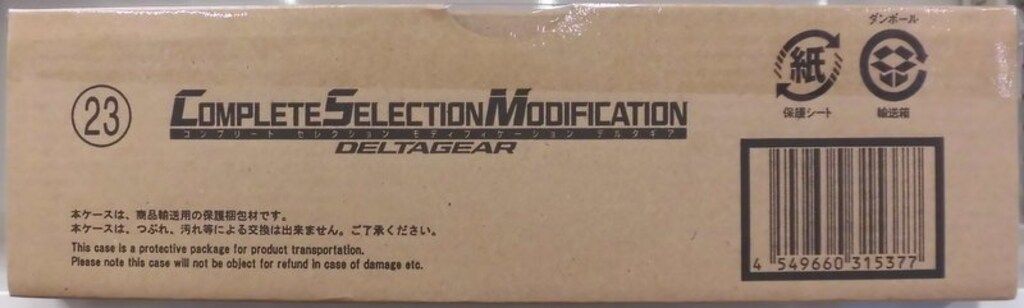 23
COMPLETE SELECTION MODIFICATION
コンプリート セレクション モディフィケーション デルタギア
DELTAGEAR
紙
保護シート
ダンボール
輸送箱
本ケースは、商品輸送用の保護梱包材です。
本ケースは、つぶれ、汚れ等による交換は出来ません。ご了承ください。
This case is a protective package for product transportation.
Please note this case will not be object for refund in case of damage etc.
4 549660 315377